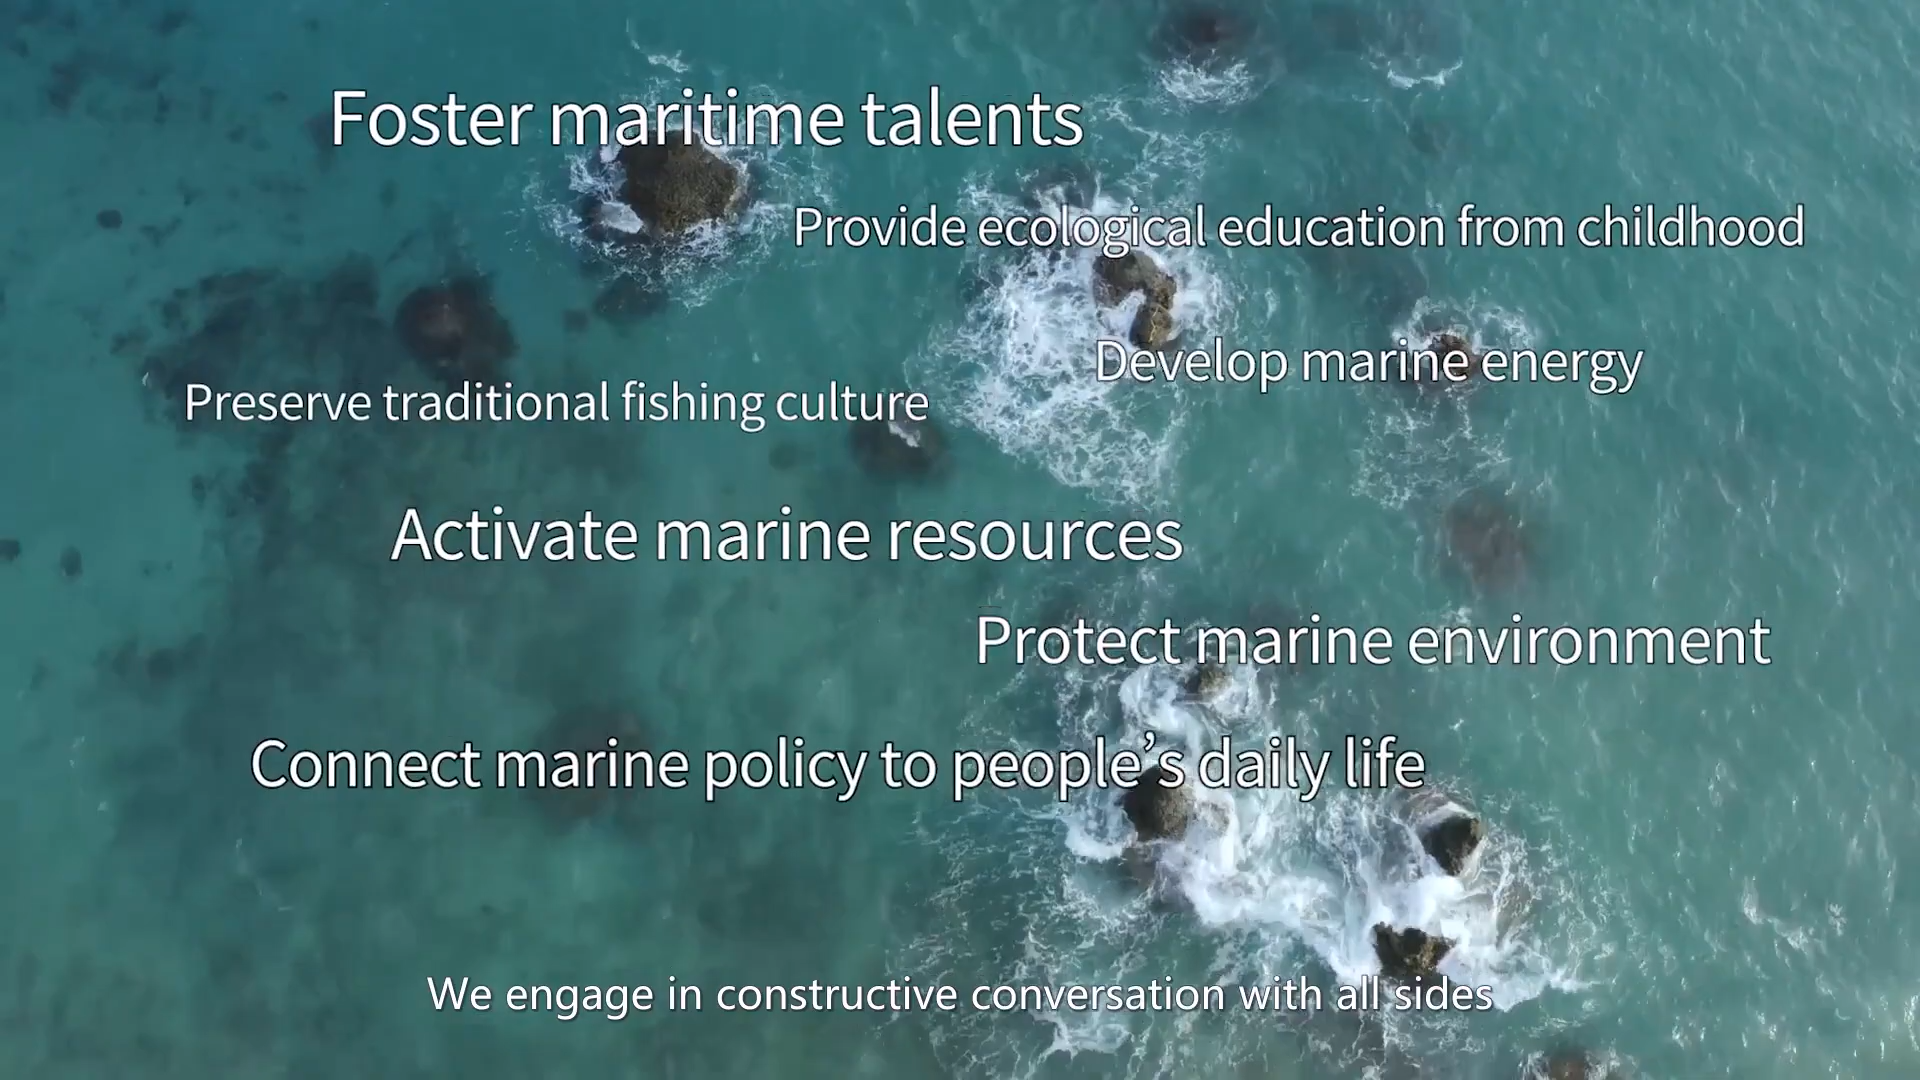 Foster maritime talents
Provide ecological education from childhood
Develop marine energy
Preserve traditional fishing culture
Activate marine resources
Protect marine environment
Connect marine policy to people’s daily life
We engage in constructive conversation with all sides